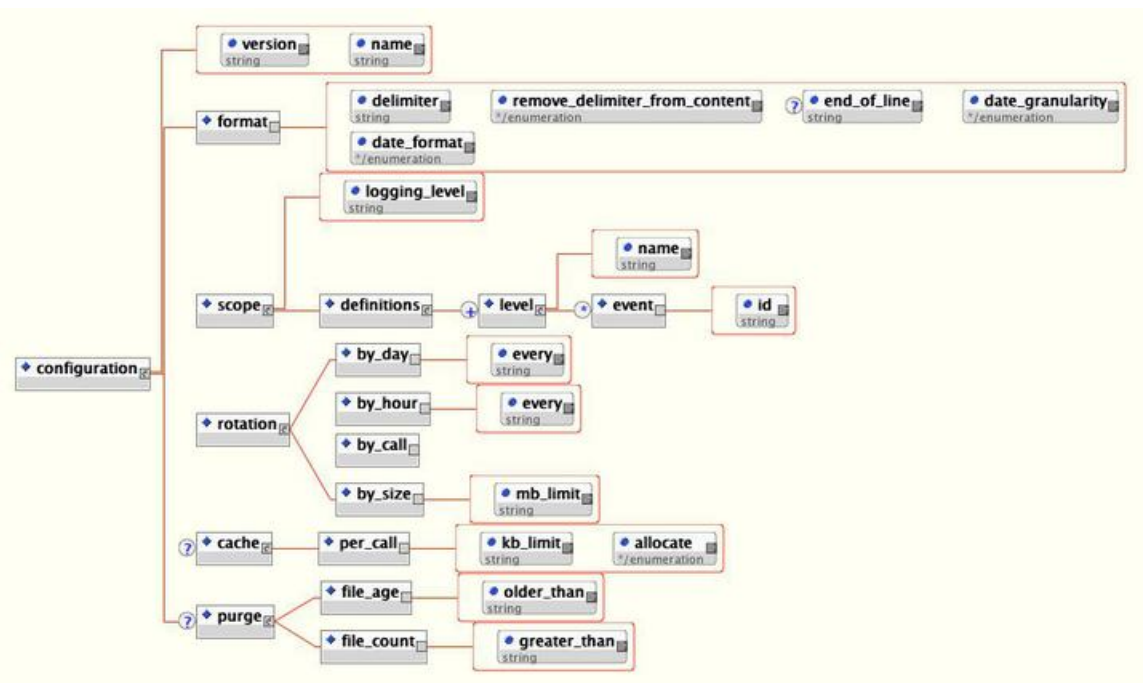 version name
string string
delimiter remove_delimiter_from_content ? end_of_line date_granularity
string */enumeration string */enumeration
format
date_format
*/enumeration
logging_level
string
name
string
scope definitions + level * event id
string
by_day every
string
configuration
by_hour every
string
rotation
by_call
by_size mb_limit
string
? cache per_call kb_limit allocate
string */enumeration
file_age older_than
string
? purge
file_count greater_than
string